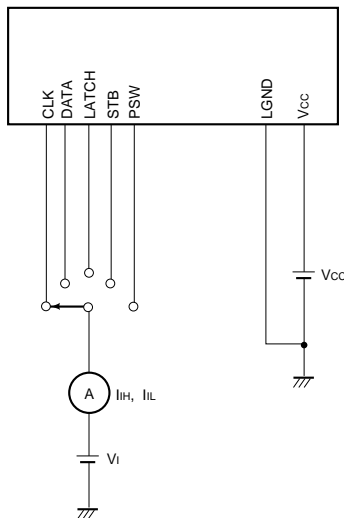 CLK
DATA
LATCH
STB
PSW
LGND
Vcc
Vcc
A
IIH, IIL
VI